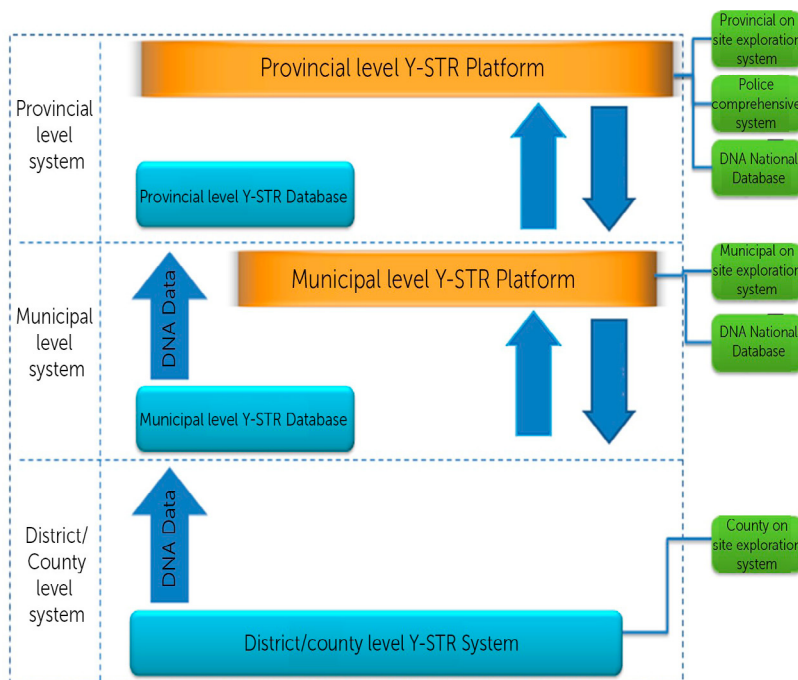 Provincial
level
system
Provincial level Y-STR Platform
Provincial level Y-STR Database
Provincial on
site exploration
system
Police
comprehensive
system
DNA National
Database
Municipal
level
system
DNA Data
Municipal level Y-STR Platform
Municipal level Y-STR Database
Municipal on
site exploration
system
DNA National
Database
District/
County
level
system
DNA Data
District/county level Y-STR System
County on
site exploration
system